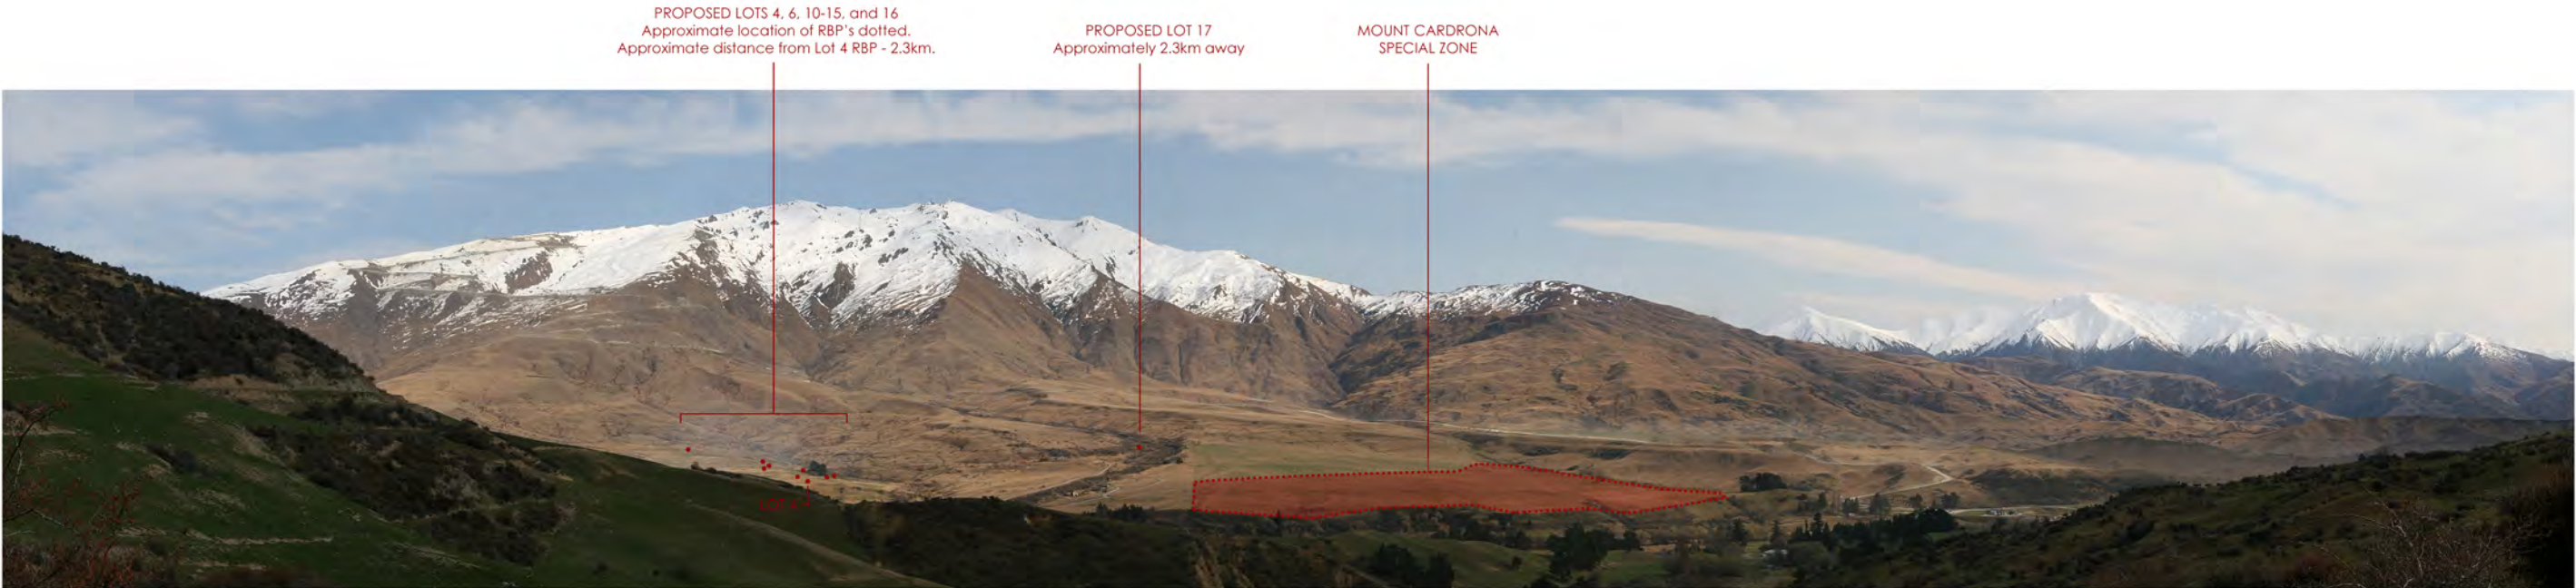 PROPOSED LOTS 4, 6, 10-15, and 16
Approximate location of RBP's dotted.
Approximate distance from Lot 4 RBP - 2.3km.
PROPOSED LOT 17
Approximately 2.3km away
MOUNT CARDRONA
SPECIAL ZONE
LOT